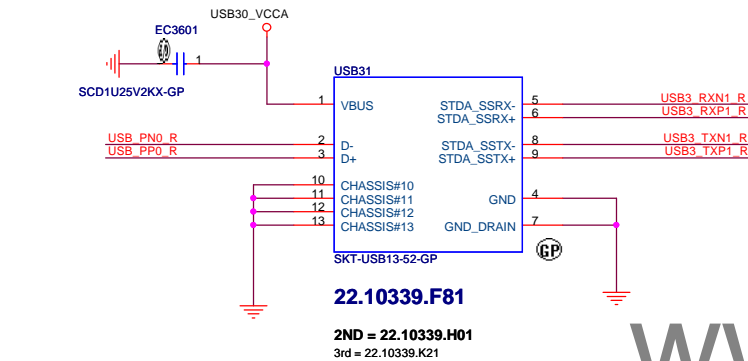 USB30_VCCA
EC3601
1
SCD1U25V2KX-GP
USB31
1 VBUS
STDA_SSRX- 5 USB3_RXN1_R
STDA_SSRX+ 6 USB3_RXP1_R
USB_PN0_R 2 D-
USB_PP0_R 3 D+
STDA_SSTX- 8 USB3_TXN1_R
STDA_SSTX+ 9 USB3_TXP1_R
10 CHASSIS#10
11 CHASSIS#11
12 CHASSIS#12
13 CHASSIS#13
GND 4
GND_DRAIN 7
GP
SKT-USB13-52-GP
22.10339.F81
2ND = 22.10339.H01
3rd = 22.10339.K21